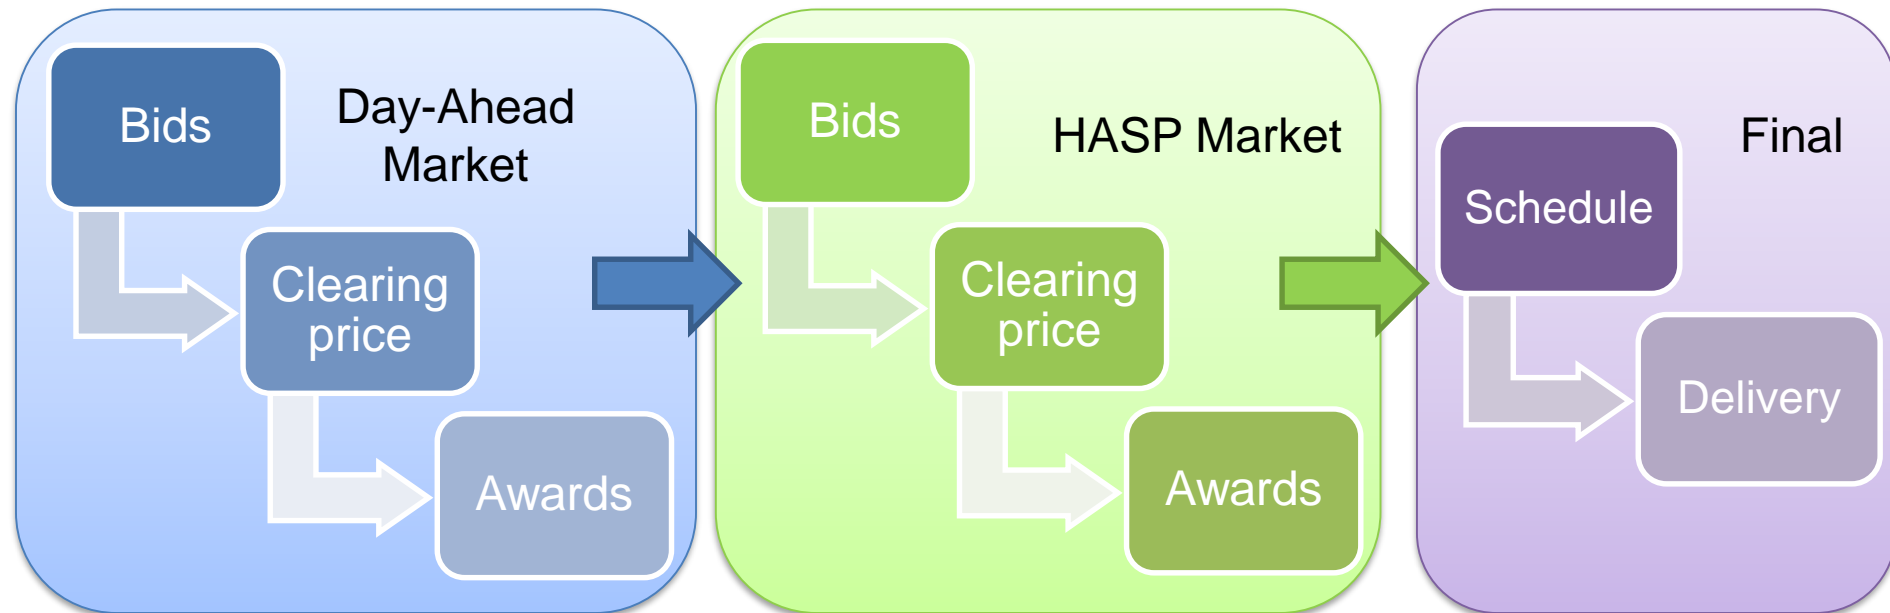 Bids
Day-Ahead
Market
Clearing
price
Awards
Bids
HASP Market
Clearing
price
Awards
Final
Schedule
Delivery